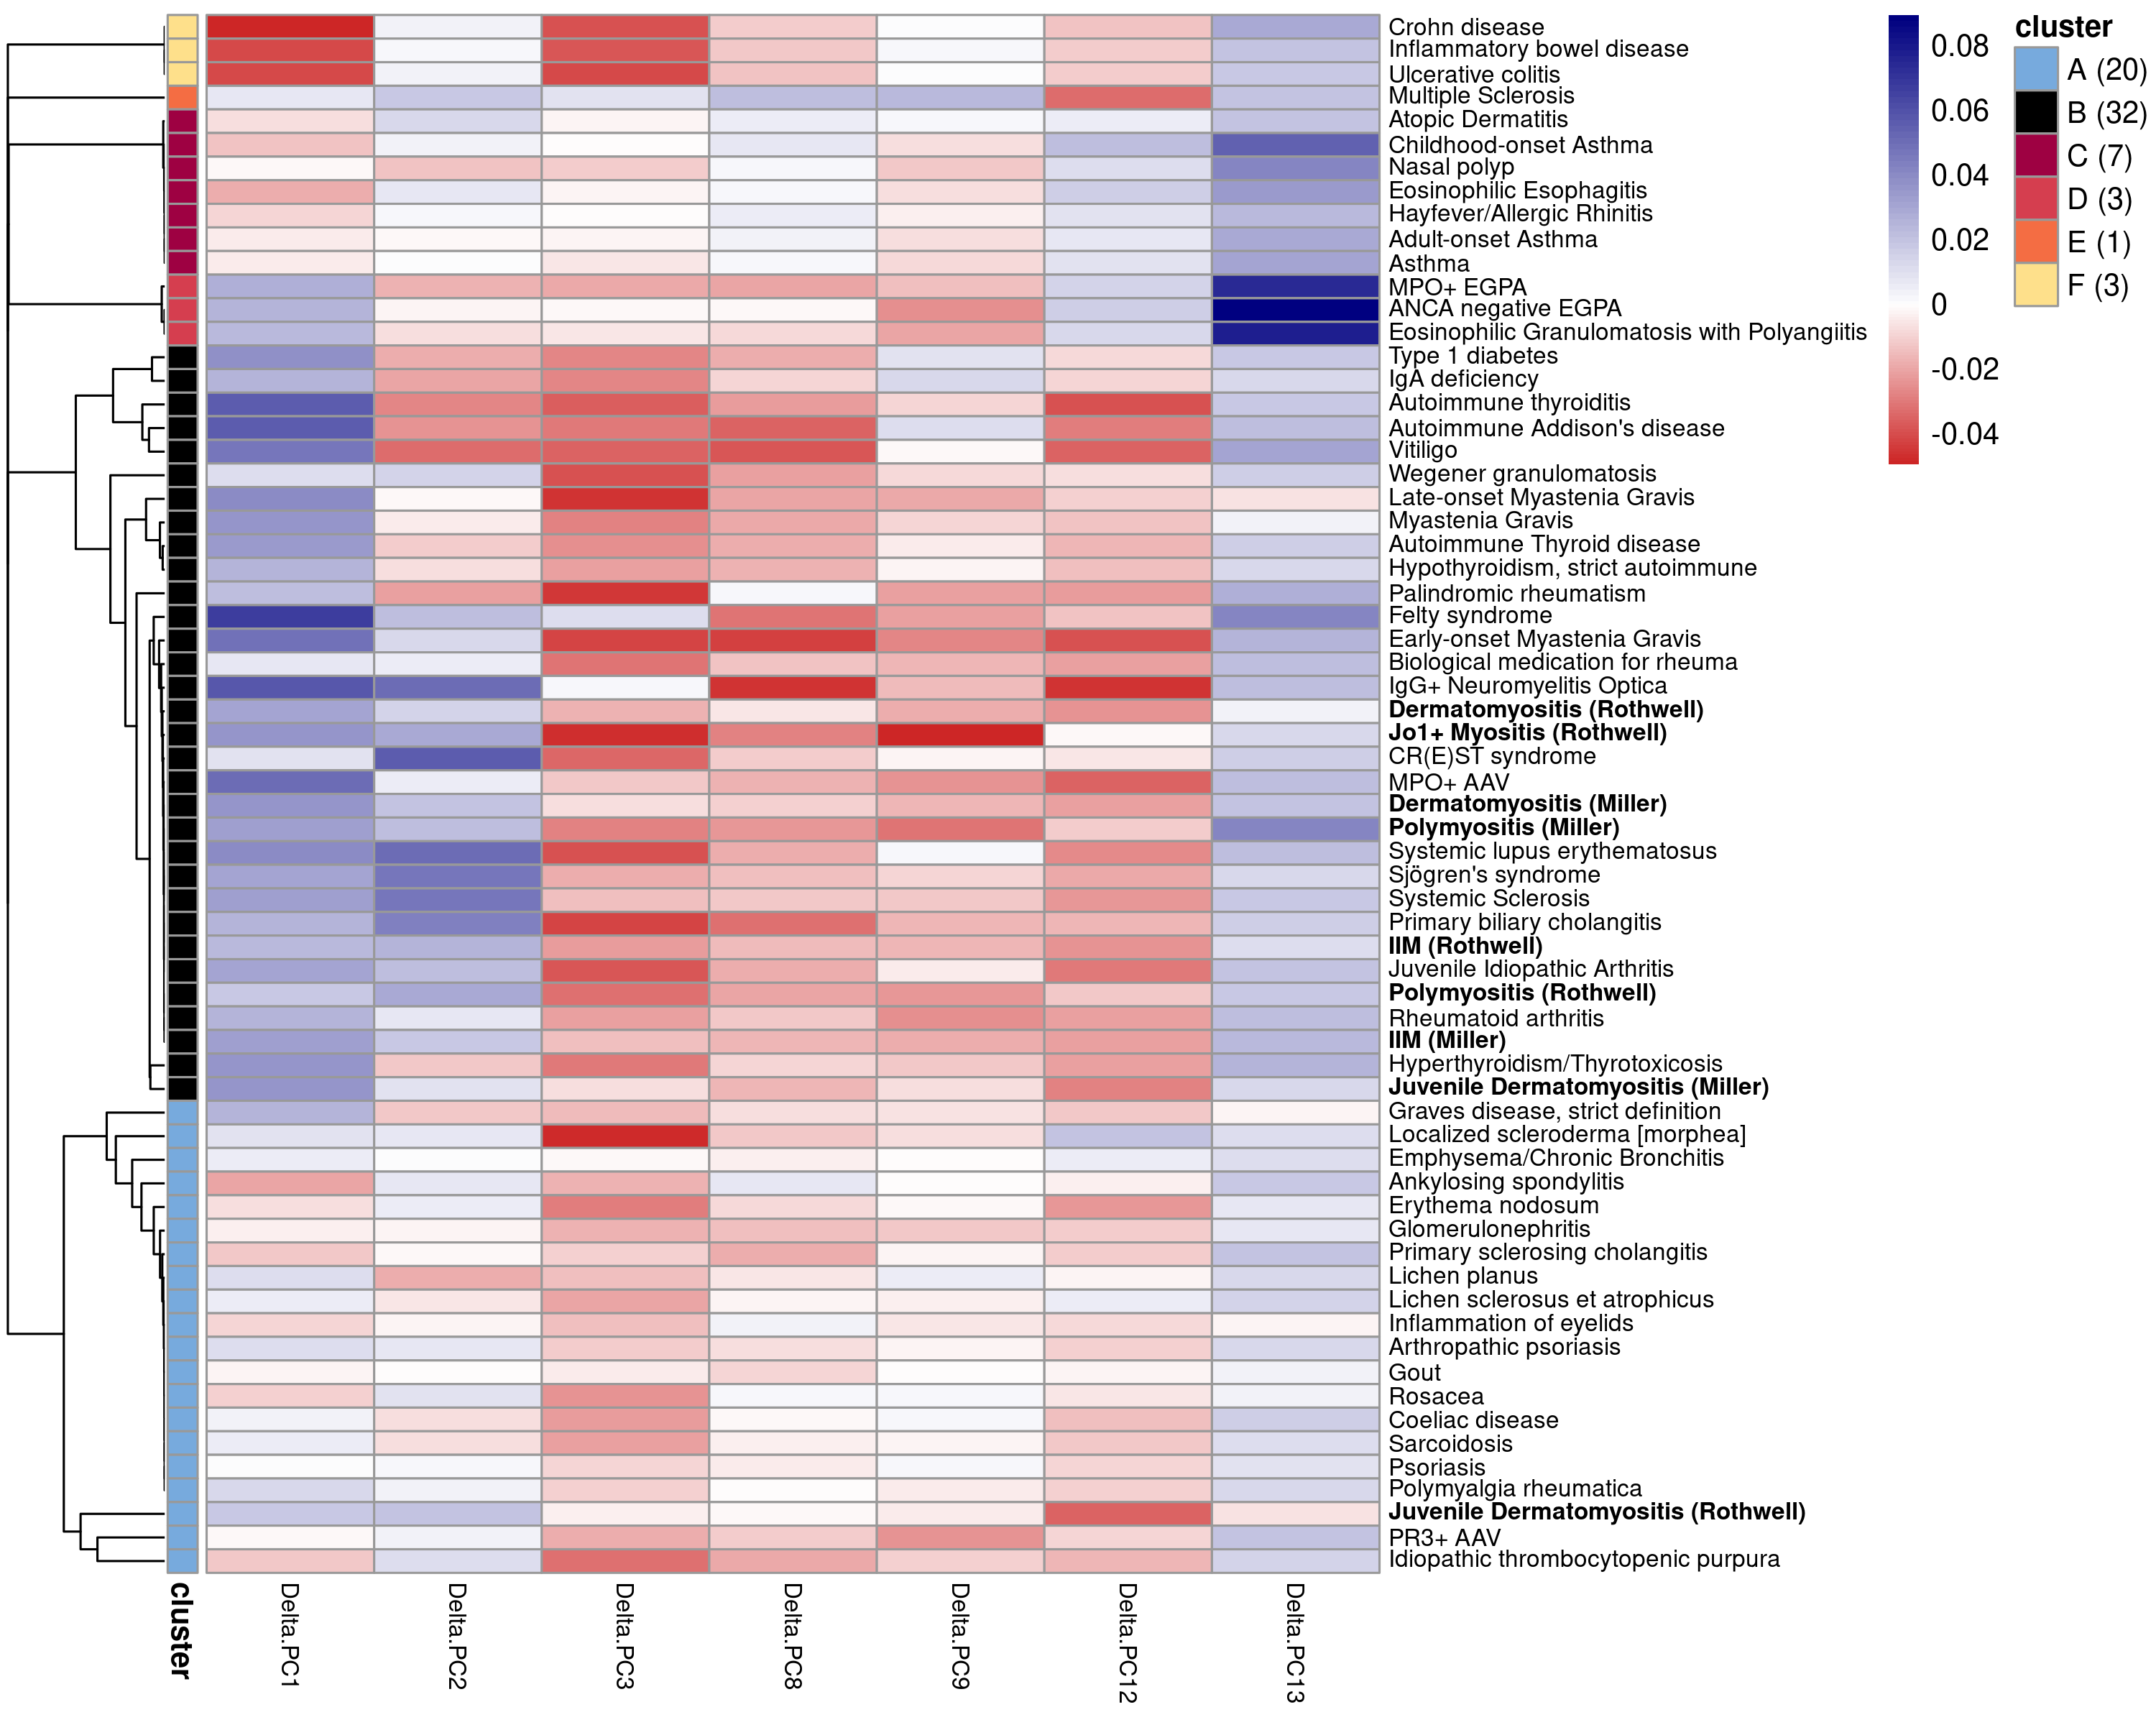 Crohn disease
Inflammatory bowel disease
Ulcerative colitis
Multiple Sclerosis
Atopic Dermatitis
Childhood-onset Asthma
Nasal polyp
Eosinophilic Esophagitis
Hayfever/Allergic Rhinitis
Adult-onset Asthma
Asthma
MPO+ EGPA
ANCA negative EGPA
Eosinophilic Granulomatosis with Polyangiitis
Type 1 diabetes
IgA deficiency
Autoimmune thyroiditis
Autoimmune Addison's disease
Vitiligo
Wegener granulomatosis
Late-onset Myastenia Gravis
Myastenia Gravis
Autoimmune Thyroid disease
Hypothyroidism, strict autoimmune
Palindromic rheumatism
Felty syndrome
Early-onset Myastenia Gravis
Biological medication for rheuma
IgG+ Neuromyelitis Optica
Dermatomyositis (Rothwell)
Jo1+ Myositis (Rothwell)
CR(E)ST syndrome
MPO+ AAV
Dermatomyositis (Miller)
Polymyositis (Miller)
Systemic lupus erythematosus
Sjögren's syndrome
Systemic Sclerosis
Primary biliary cholangitis
IIM (Rothwell)
Juvenile Idiopathic Arthritis
Polymyositis (Rothwell)
Rheumatoid arthritis
IIM (Miller)
Hyperthyroidism/Thyrotoxicosis
Juvenile Dermatomyositis (Miller)
Graves disease, strict definition
Localized scleroderma [morphea]
Emphysema/Chronic Bronchitis
Ankylosing spondylitis
Erythema nodosum
Glomerulonephritis
Primary sclerosing cholangitis
Lichen planus
Lichen sclerosus et atrophicus
Inflammation of eyelids
Arthropathic psoriasis
Gout
Rosacea
Coeliac disease
Sarcoidosis
Psoriasis
Polymyalgia rheumatica
Juvenile Dermatomyositis (Rothwell)
PR3+ AAV
Idiopathic thrombocytopenic purpura
cluster
Delta.PC1
Delta.PC2
Delta.PC3
Delta.PC8
Delta.PC9
Delta.PC12
Delta.PC13
0.08
0.06
0.04
0.02
0
-0.02
-0.04
cluster
A (20)
B (32)
C (7)
D (3)
E (1)
F (3)